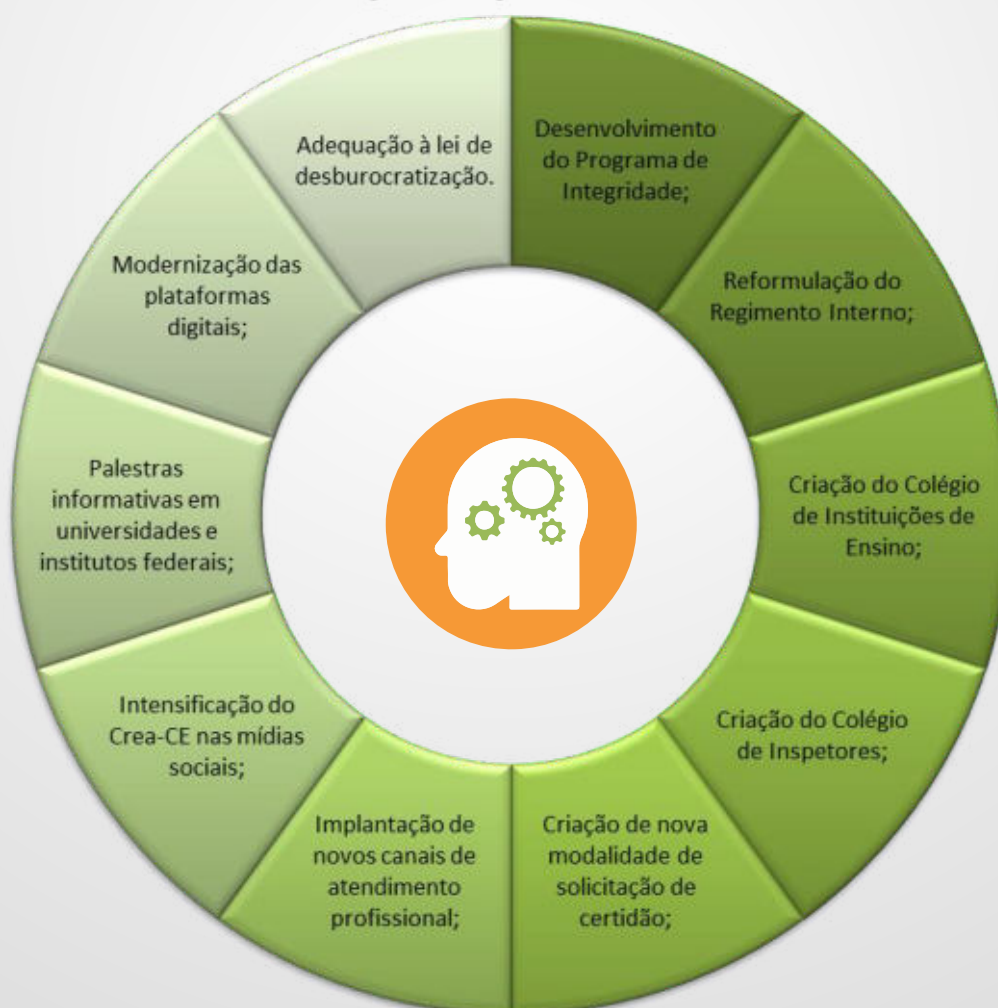 Desenvolvimento
do Programa de
Integridade;
Reformulação do
Regimento Interno;
Criação do Colégio
de Instituições de
Ensino;
Criação do Colégio
de Inspetores;
Criação de nova
modalidade de
solicitação de
certidão;
Implantação de
novos canais de
atendimento
profissional;
Intensificação do
Crea-CE nas mídias
sociais;
Palestras
informativas em
universidades e
institutos federais;
Modernização das
plataformas
digitais;
Adequação à lei de
desburocratização.